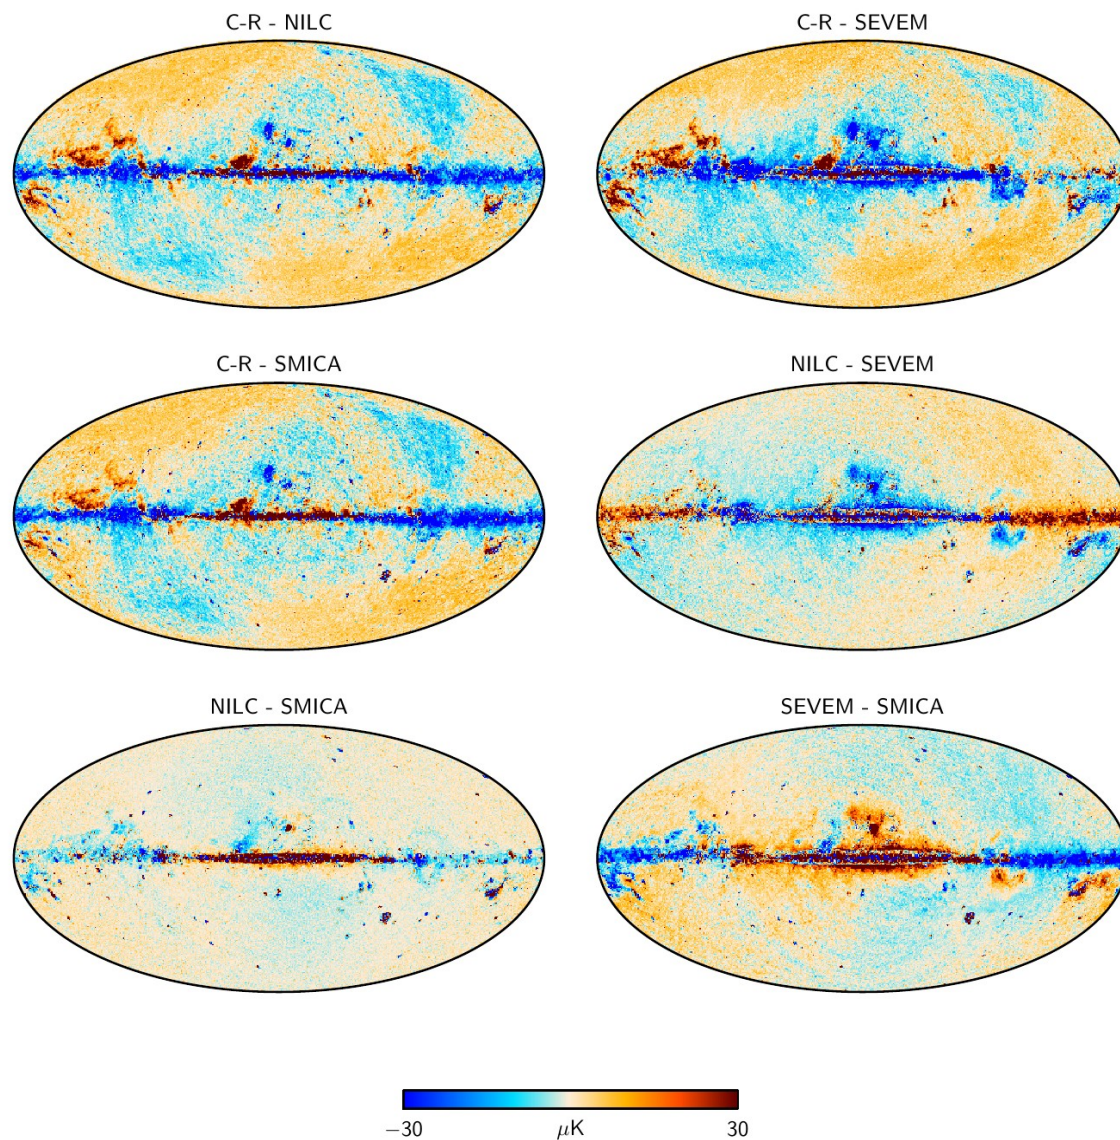 C-R - NILC
C-R - SEVEM
C-R - SMICA
NILC - SEVEM
NILC - SMICA
SEVEM - SMICA
−30
μK
30